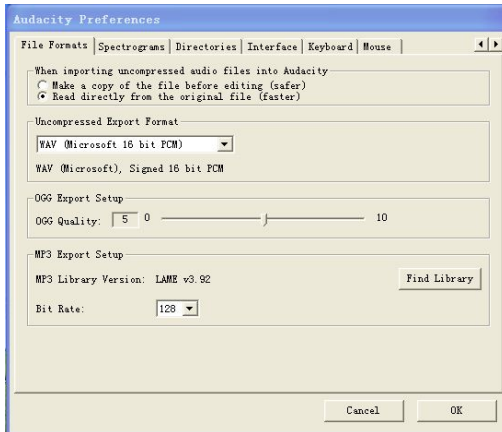 Audacity Preferences
File Formats Spectrograms Directories Interface Keyboard Mouse
When importing uncompressed audio files into Audacity
Make a copy of the file before editing (safer)
Read directly from the original file (faster)
Uncompressed Export Format
WAV (Microsoft 16 bit PCM)
WAV (Microsoft), Signed 16 bit PCM
OGG Export Setup
OGG Quality: 5 0 10
MP3 Export Setup
MP3 Library Version: LAME v3.92 Find Library
Bit Rate: 128
Cancel OK